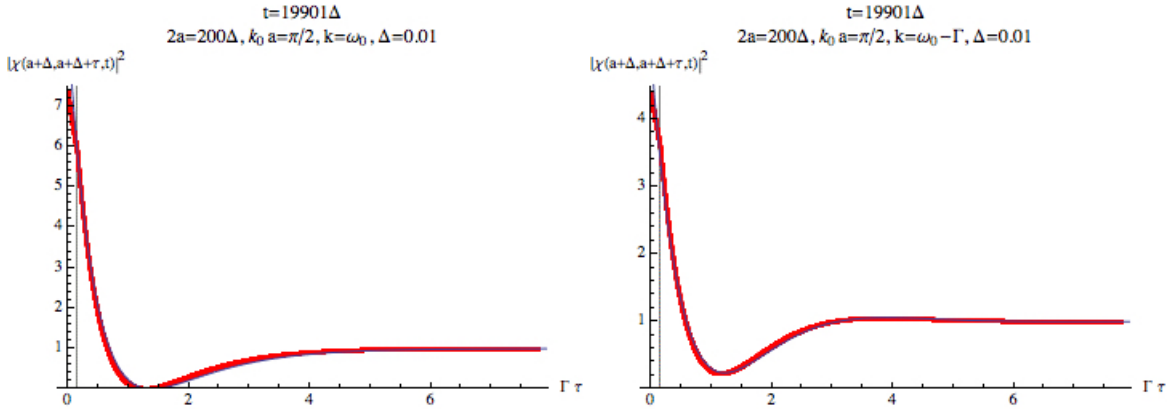 t=19901Δ
2a=200Δ, k₀ a=π/2, k=ω₀, Δ=0.01
|χ(a+Δ,a+Δ+τ,t)|²
7
6
5
4
3
2
1
0 2 4 6 Γ τ
t=19901Δ
2a=200Δ, k₀ a=π/2, k=ω₀−Γ, Δ=0.01
|χ(a+Δ,a+Δ+τ,t)|²
4
3
2
1
0 2 4 6 Γ τ